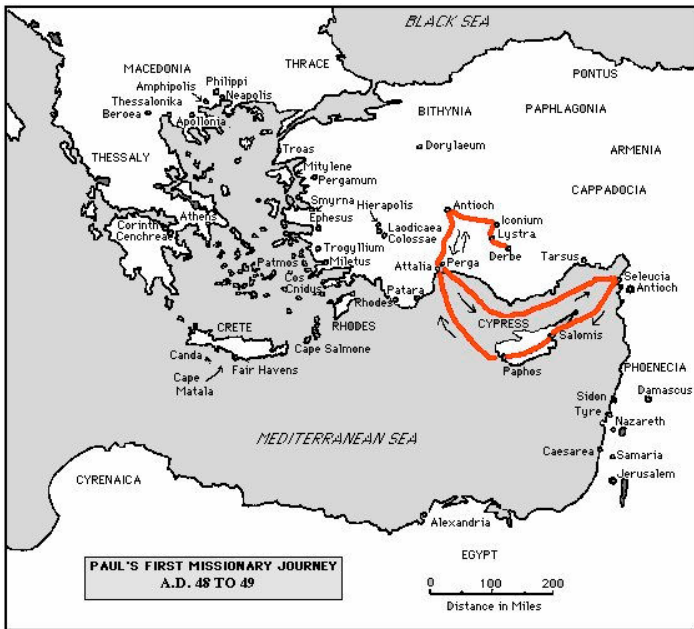 BLACK SEA
MACEDONIA
THRACE
PONTUS
Philippi
Amphipolis
Neapolis
Thessalonika
Beroea
Apollonia
BITHYNIA
PAPHLAGONIA
Troas
Dorylaeum
ARMENIA
THESSALY
Mitylene
Pergamum
CAPPADOCIA
Smyrna
Hierapolis
Antioch
Iconium
Athens
Ephesus
Laodicaea
Lystra
Corinth
Colossae
Cenchreae
Trogyllium
Derbe
Patmos
Miletus
Perga
Tarsus
Attalia
Seleucia
Cos
Cnidus
Patara
Antioch
Rhodes
CYPRESS
CRETE
RHODES
Salomis
Canda
Cape Salmone
Paphos
PHOENECIA
Cape
Matala
Fair Havens
Damascus
Sidon
Tyre
Nazareth
MEDITERRANEAN SEA
Caesarea
Samaria
CYRENAICA
Jerusalem
Alexandria
EGYPT
PAUL'S FIRST MISSIONARY JOURNEY
A.D. 48 TO 49
0 100 200
Distance in Miles